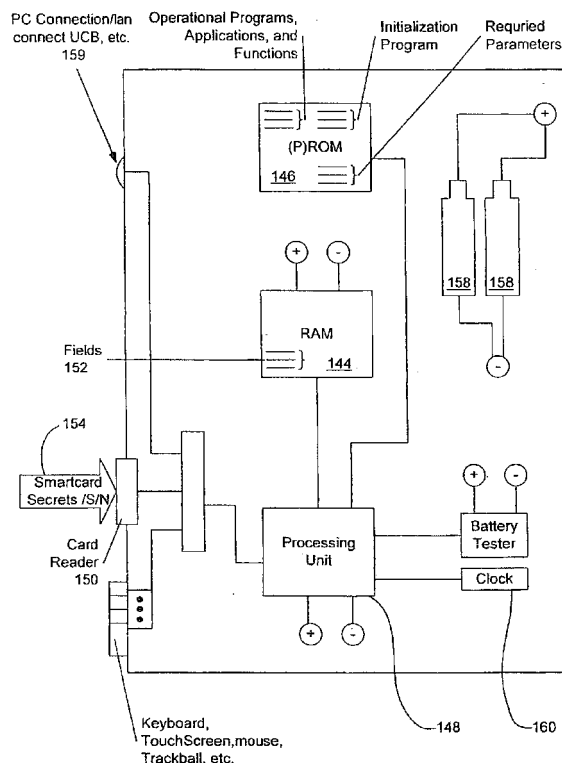 PC Connection/lan
connect UCB, etc.
159
Operational Programs,
Applications, and
Functions
Initialization
Program
Requried
Parameters
(P)ROM
146
+
158
158
-
+
-
RAM
144
Fields
152
154
Smartcard
Secrets /S/N
Card
Reader
150
Processing
Unit
+
-
+
-
Battery
Tester
Clock
148
160
Keyboard,
TouchScreen,mouse,
Trackball, etc.